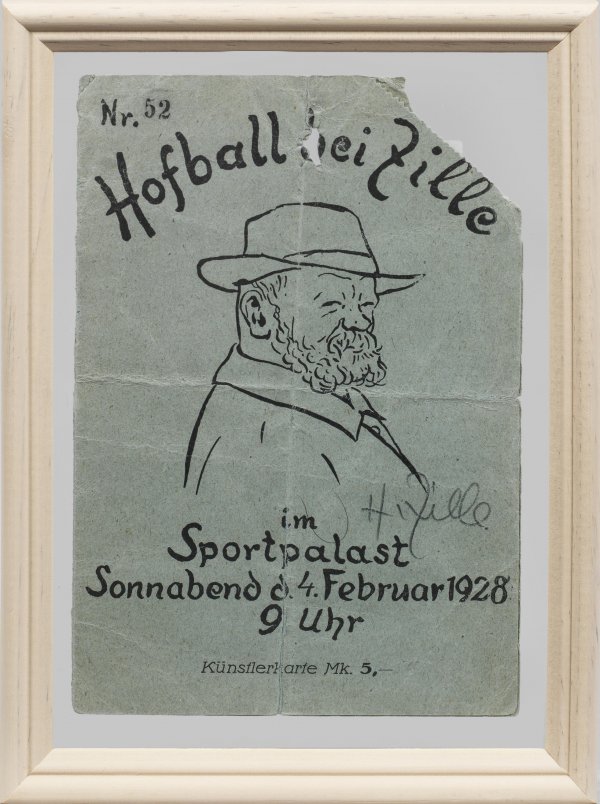 Nr. 52
Hofball bei Zille
H. Zille
im
Sportpalast
Sonnabend d. 4. Februar 1928
9 Uhr
Künstlerkarte Mk. 5,—